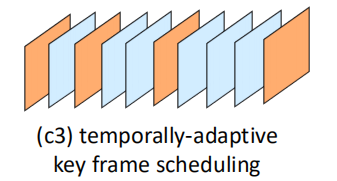 (c3) temporally-adaptive
key frame scheduling